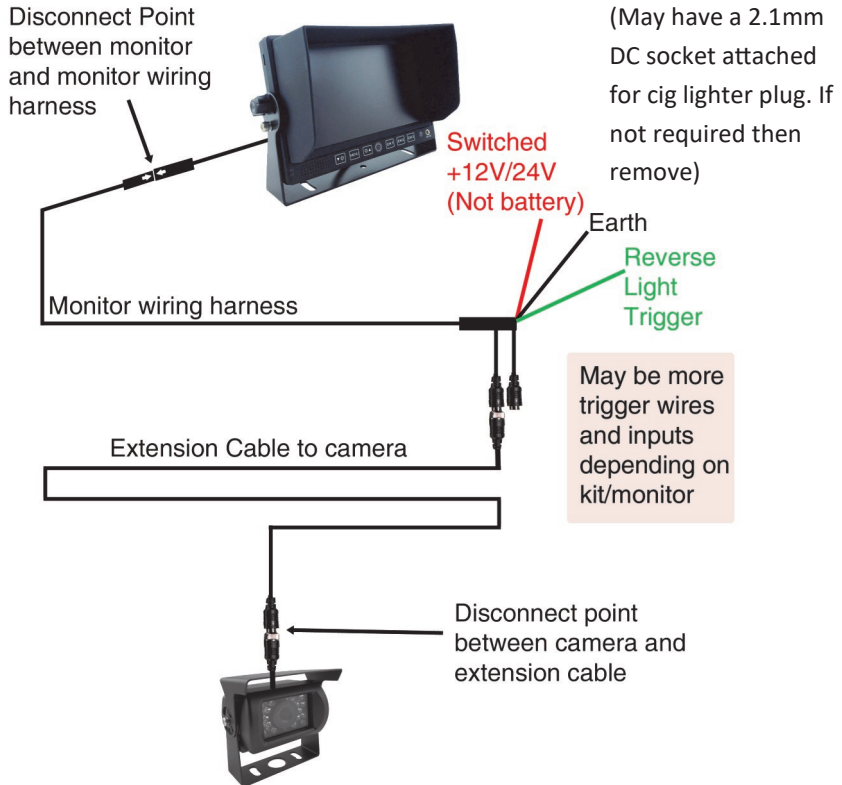 Disconnect Point
between monitor
and monitor wiring
harness
(May have a 2.1mm
DC socket attached
for cig lighter plug. If
not required then
remove)
Switched
+12V/24V
(Not battery)
Earth
Reverse
Light
Trigger
Monitor wiring harness
May be more
trigger wires
and inputs
depending on
kit/monitor
Extension Cable to camera
Disconnect point
between camera and
extension cable